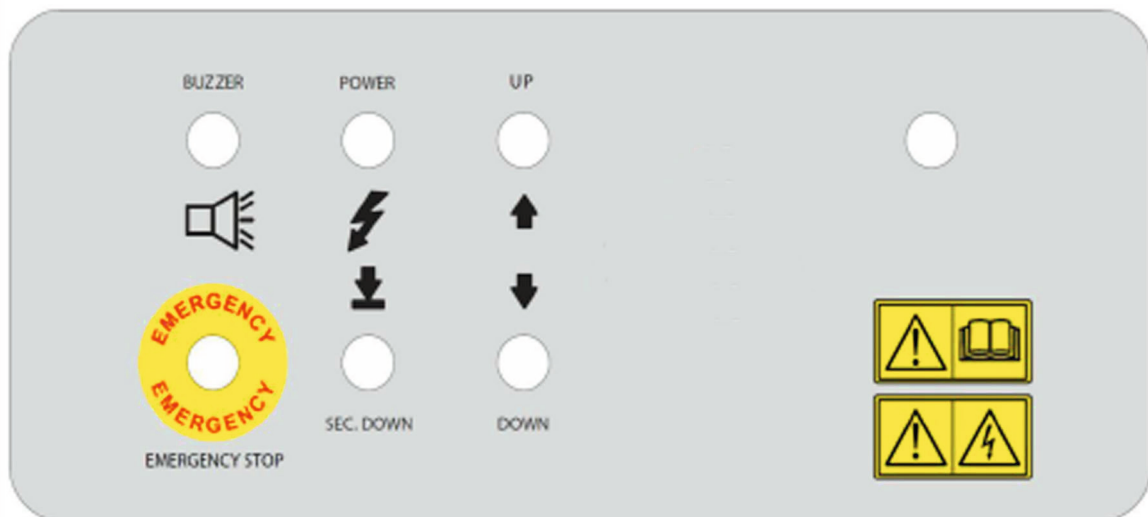 BUZZER
POWER
UP
EMERGENCY
EMERGENCY
EMERGENCY STOP
SEC. DOWN
DOWN